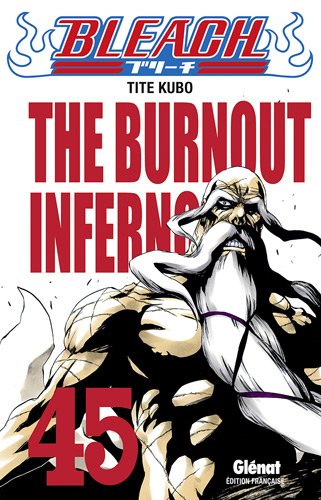 BLEACH
ブリーチ
TITE KUBO
THE BURNOUT
INFERNO
45
Glénat
ÉDITION FRANÇAISE